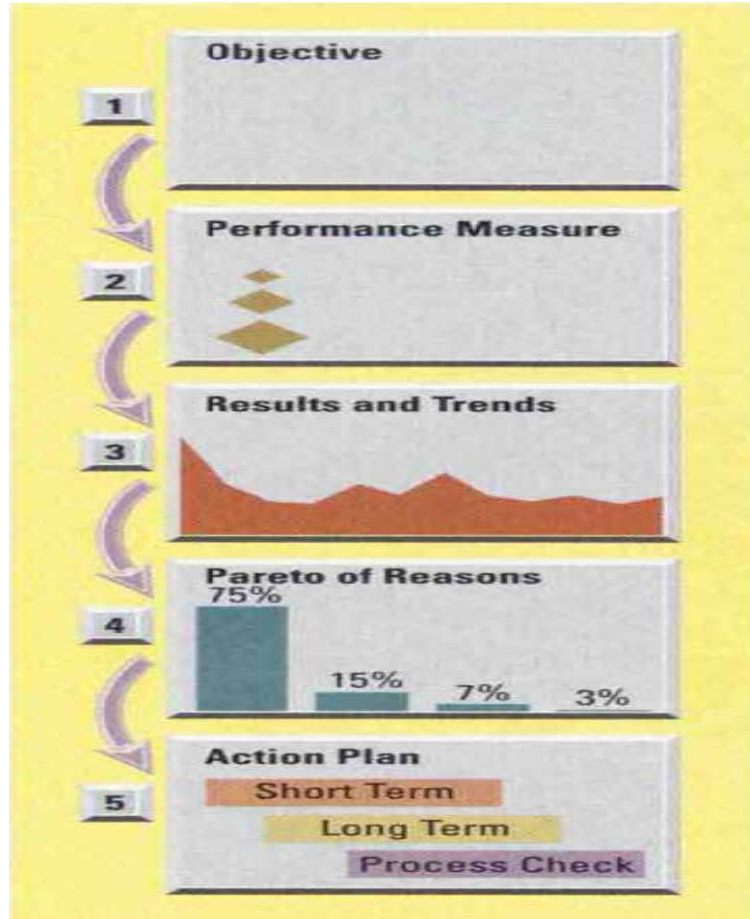 Objective
1
Performance Measure
2
Results and Trends
3
Pareto of Reasons
75%
15%
7%
3%
4
Action Plan
Short Term
Long Term
Process Check
5